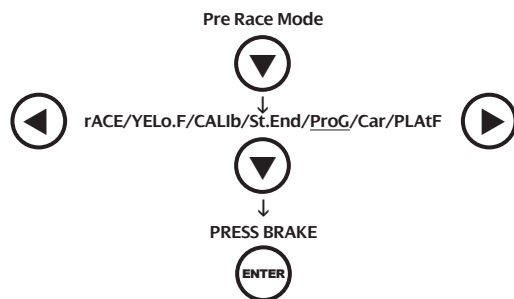 Pre Race Mode
rACE/YELo.F/CALIb/St.End/ProG/Car/PLAtF
PRESS BRAKE
ENTER